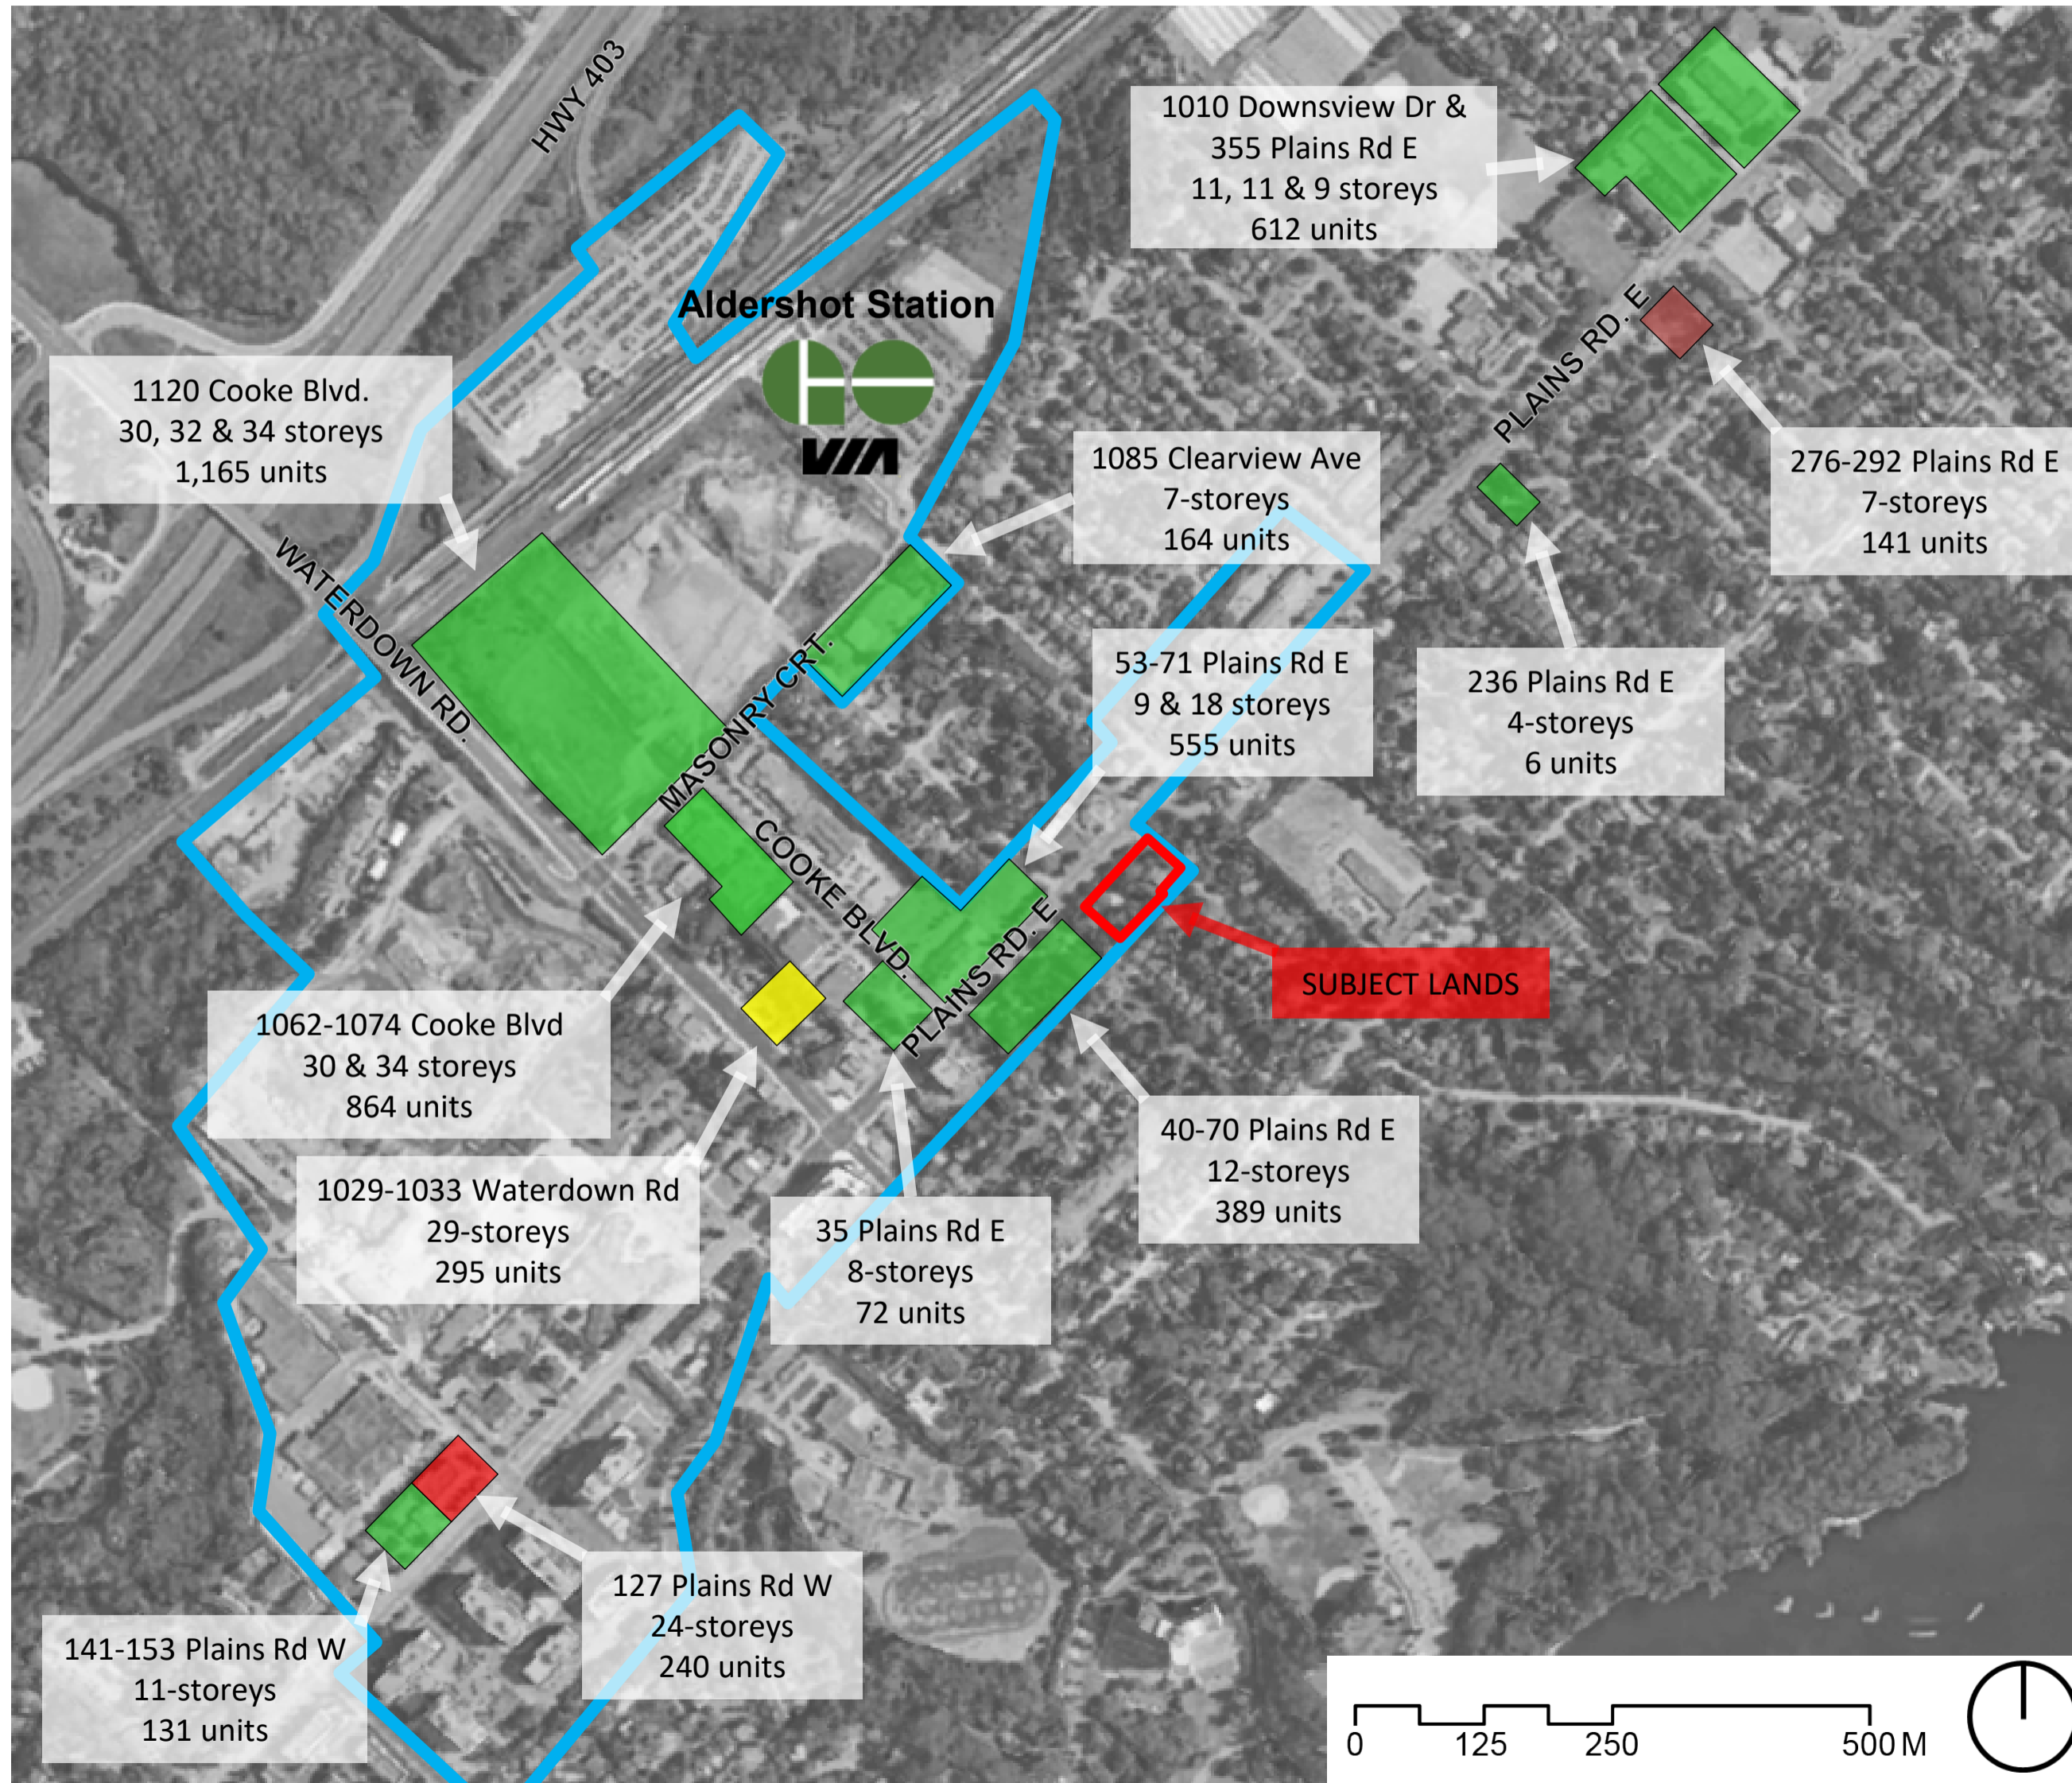 HWY 403
1010 Downsview Dr &
355 Plains Rd E
11, 11 & 9 storeys
612 units
Aldershot Station
GO
VIA
PLAINS RD. E
1120 Cooke Blvd.
30, 32 & 34 storeys
1,165 units
1085 Clearview Ave
7-storeys
164 units
276-292 Plains Rd E
7-storeys
141 units
WATERDOWN RD.
MASONRY CRT.
53-71 Plains Rd E
9 & 18 storeys
555 units
236 Plains Rd E
4-storeys
6 units
COOKE BLVD.
PLAINS RD. E
SUBJECT LANDS
1062-1074 Cooke Blvd
30 & 34 storeys
864 units
40-70 Plains Rd E
12-storeys
389 units
1029-1033 Waterdown Rd
29-storeys
295 units
35 Plains Rd E
8-storeys
72 units
127 Plains Rd W
24-storeys
240 units
141-153 Plains Rd W
11-storeys
131 units
0 125 250 500 M